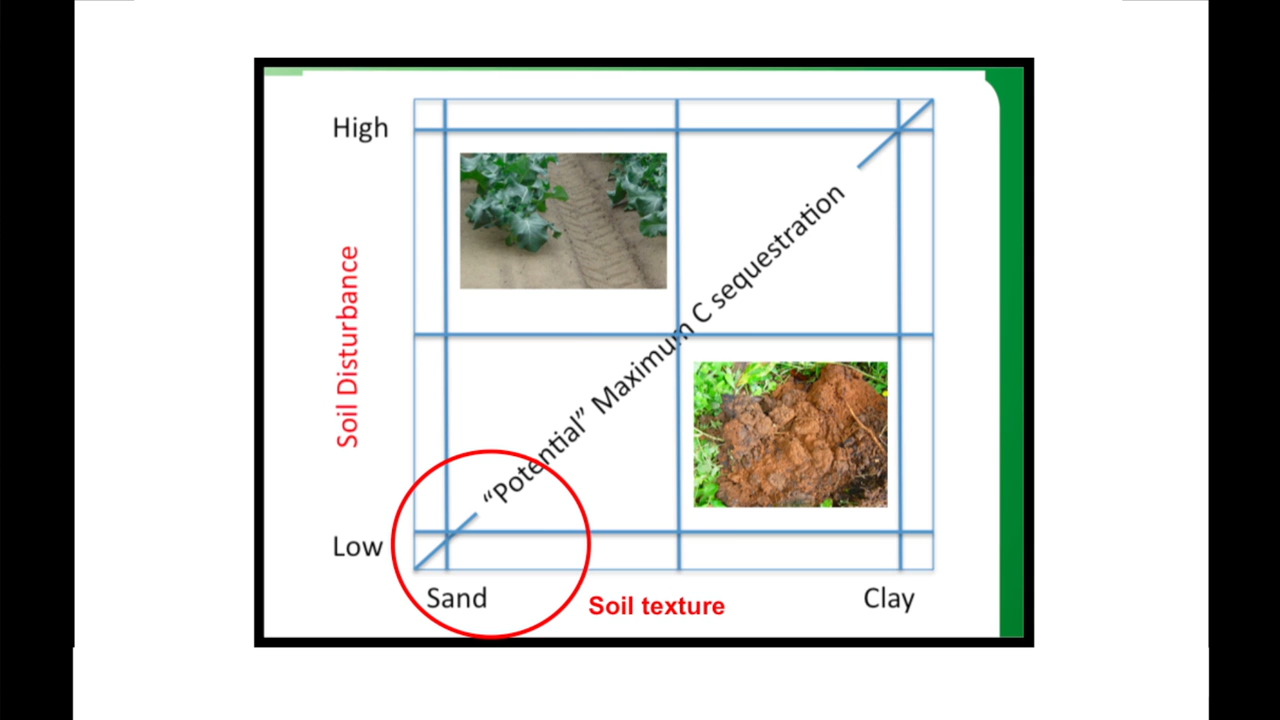 High
Soil Disturbance
“Potential” Maximum C sequestration
Low
Sand
Soil texture
Clay